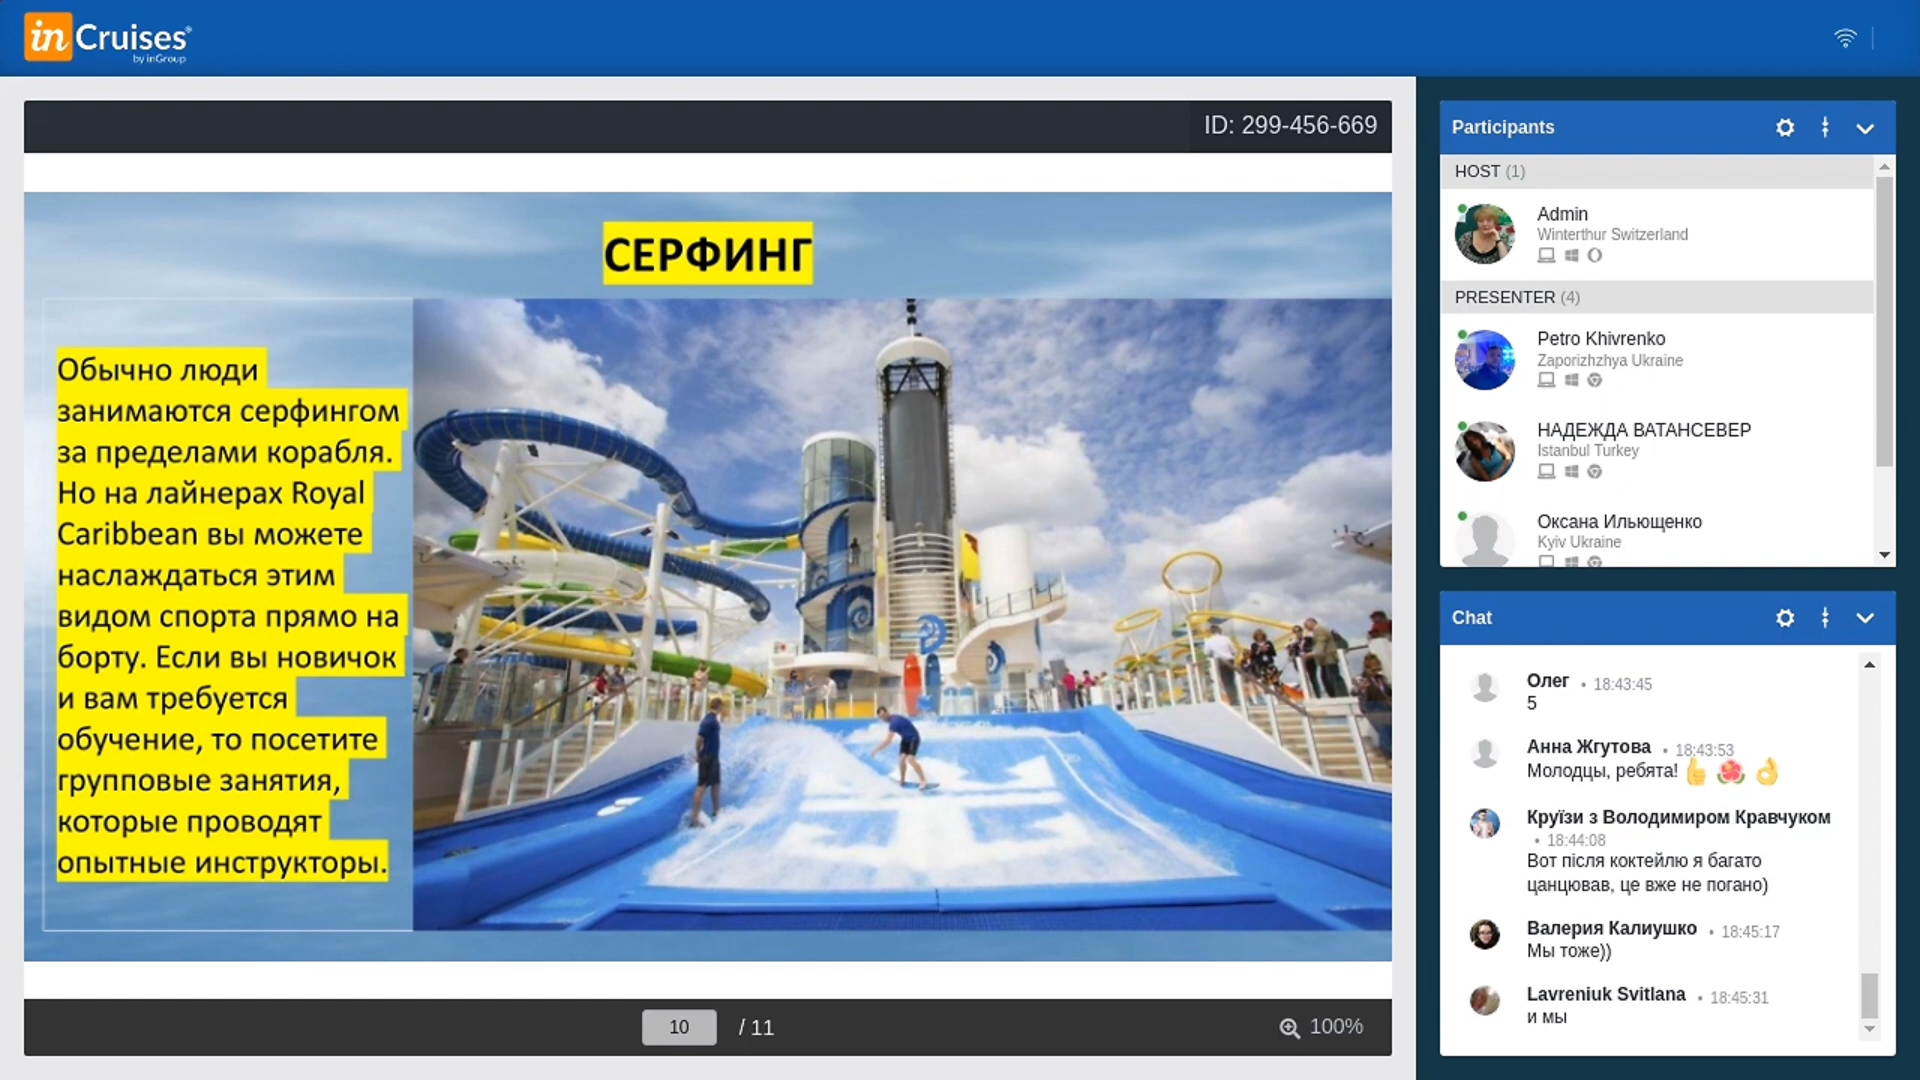 in Cruises®
by inGroup
ID: 299-456-669
СЕРФИНГ
Обычно люди
занимаются серфингом
за пределами корабля.
Но на лайнерах Royal
Caribbean вы можете
наслаждаться этим
видом спорта прямо на
борту. Если вы новичок
и вам требуется
обучение, то посетите
групповые занятия,
которые проводят
опытные инструкторы.
10 / 11
100%
Participants
HOST (1)
Admin
Winterthur Switzerland
PRESENTER (4)
Petro Khivrenko
Zaporizhzhya Ukraine
НАДЕЖДА ВАТАНСЕВЕР
Istanbul Turkey
Оксана Ильющенко
Kyiv Ukraine
Chat
Олег • 18:43:45
5
Анна Жгутова • 18:43:53
Молодцы, ребята! 👍 🌺 👌
Круїзи з Володимиром Кравчуком
• 18:44:08
Вот після коктейлю я багато
цанцював, це вже не погано)
Валерия Калиушко • 18:45:17
Мы тоже))
Lavreniuk Svitlana • 18:45:31
и мы